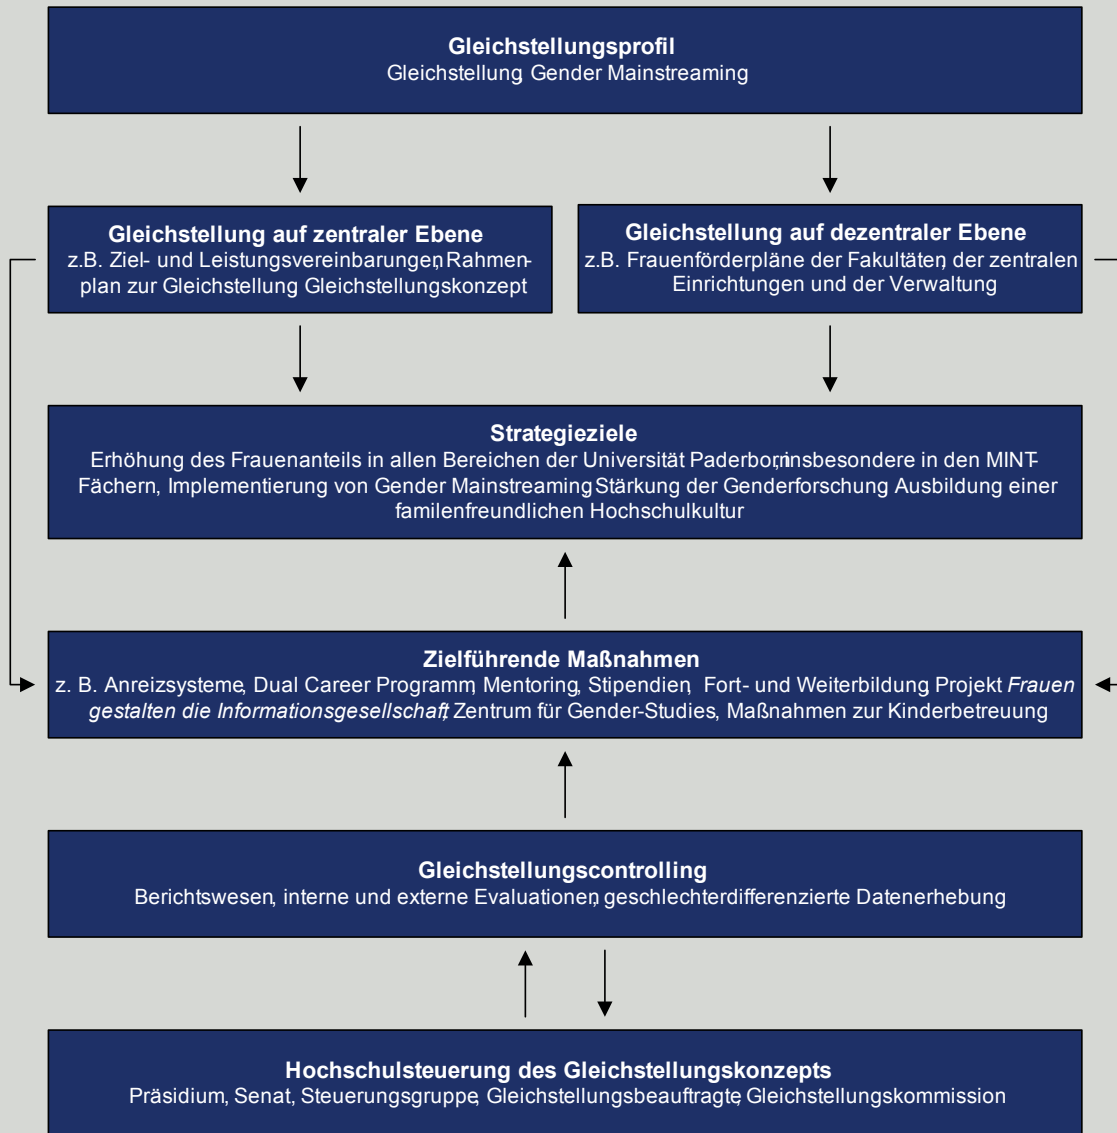 Gleichstellungsprofil
Gleichstellung, Gender Mainstreaming
Gleichstellung auf zentraler Ebene
z.B. Ziel- und Leistungsvereinbarungen, Rahmen-
plan zur Gleichstellung Gleichstellungskonzept
Gleichstellung auf dezentraler Ebene
z.B. Frauenförderpläne der Fakultäten, der zentralen
Einrichtungen und der Verwaltung
Strategieziele
Erhöhung des Frauenanteils in allen Bereichen der Universität Paderborn, insbesondere in den MINT-
Fächern, Implementierung von Gender Mainstreaming, Stärkung der Genderforschung Ausbildung einer
familenfreundlichen Hochschulkultur
Zielführende Maßnahmen
z. B. Anreizsysteme, Dual Career Programm, Mentoring, Stipendien, Fort- und Weiterbildung, Projekt Frauen
gestalten die Informationsgesellschaft, Zentrum für Gender-Studies, Maßnahmen zur Kinderbetreuung
Gleichstellungscontrolling
Berichtswesen, interne und externe Evaluationen, geschlechterdifferenzierte Datenerhebung
Hochschulsteuerung des Gleichstellungskonzepts
Präsidium, Senat, Steuerungsgruppe, Gleichstellungsbeauftragte, Gleichstellungskommission